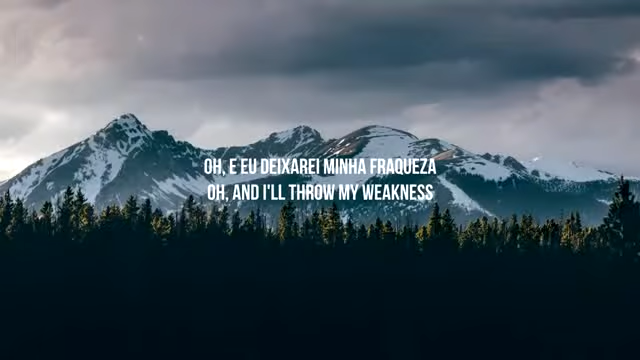 OH, E EU DEIXAREI MINHA FRAQUEZA
OH, AND I'LL THROW MY WEAKNESS